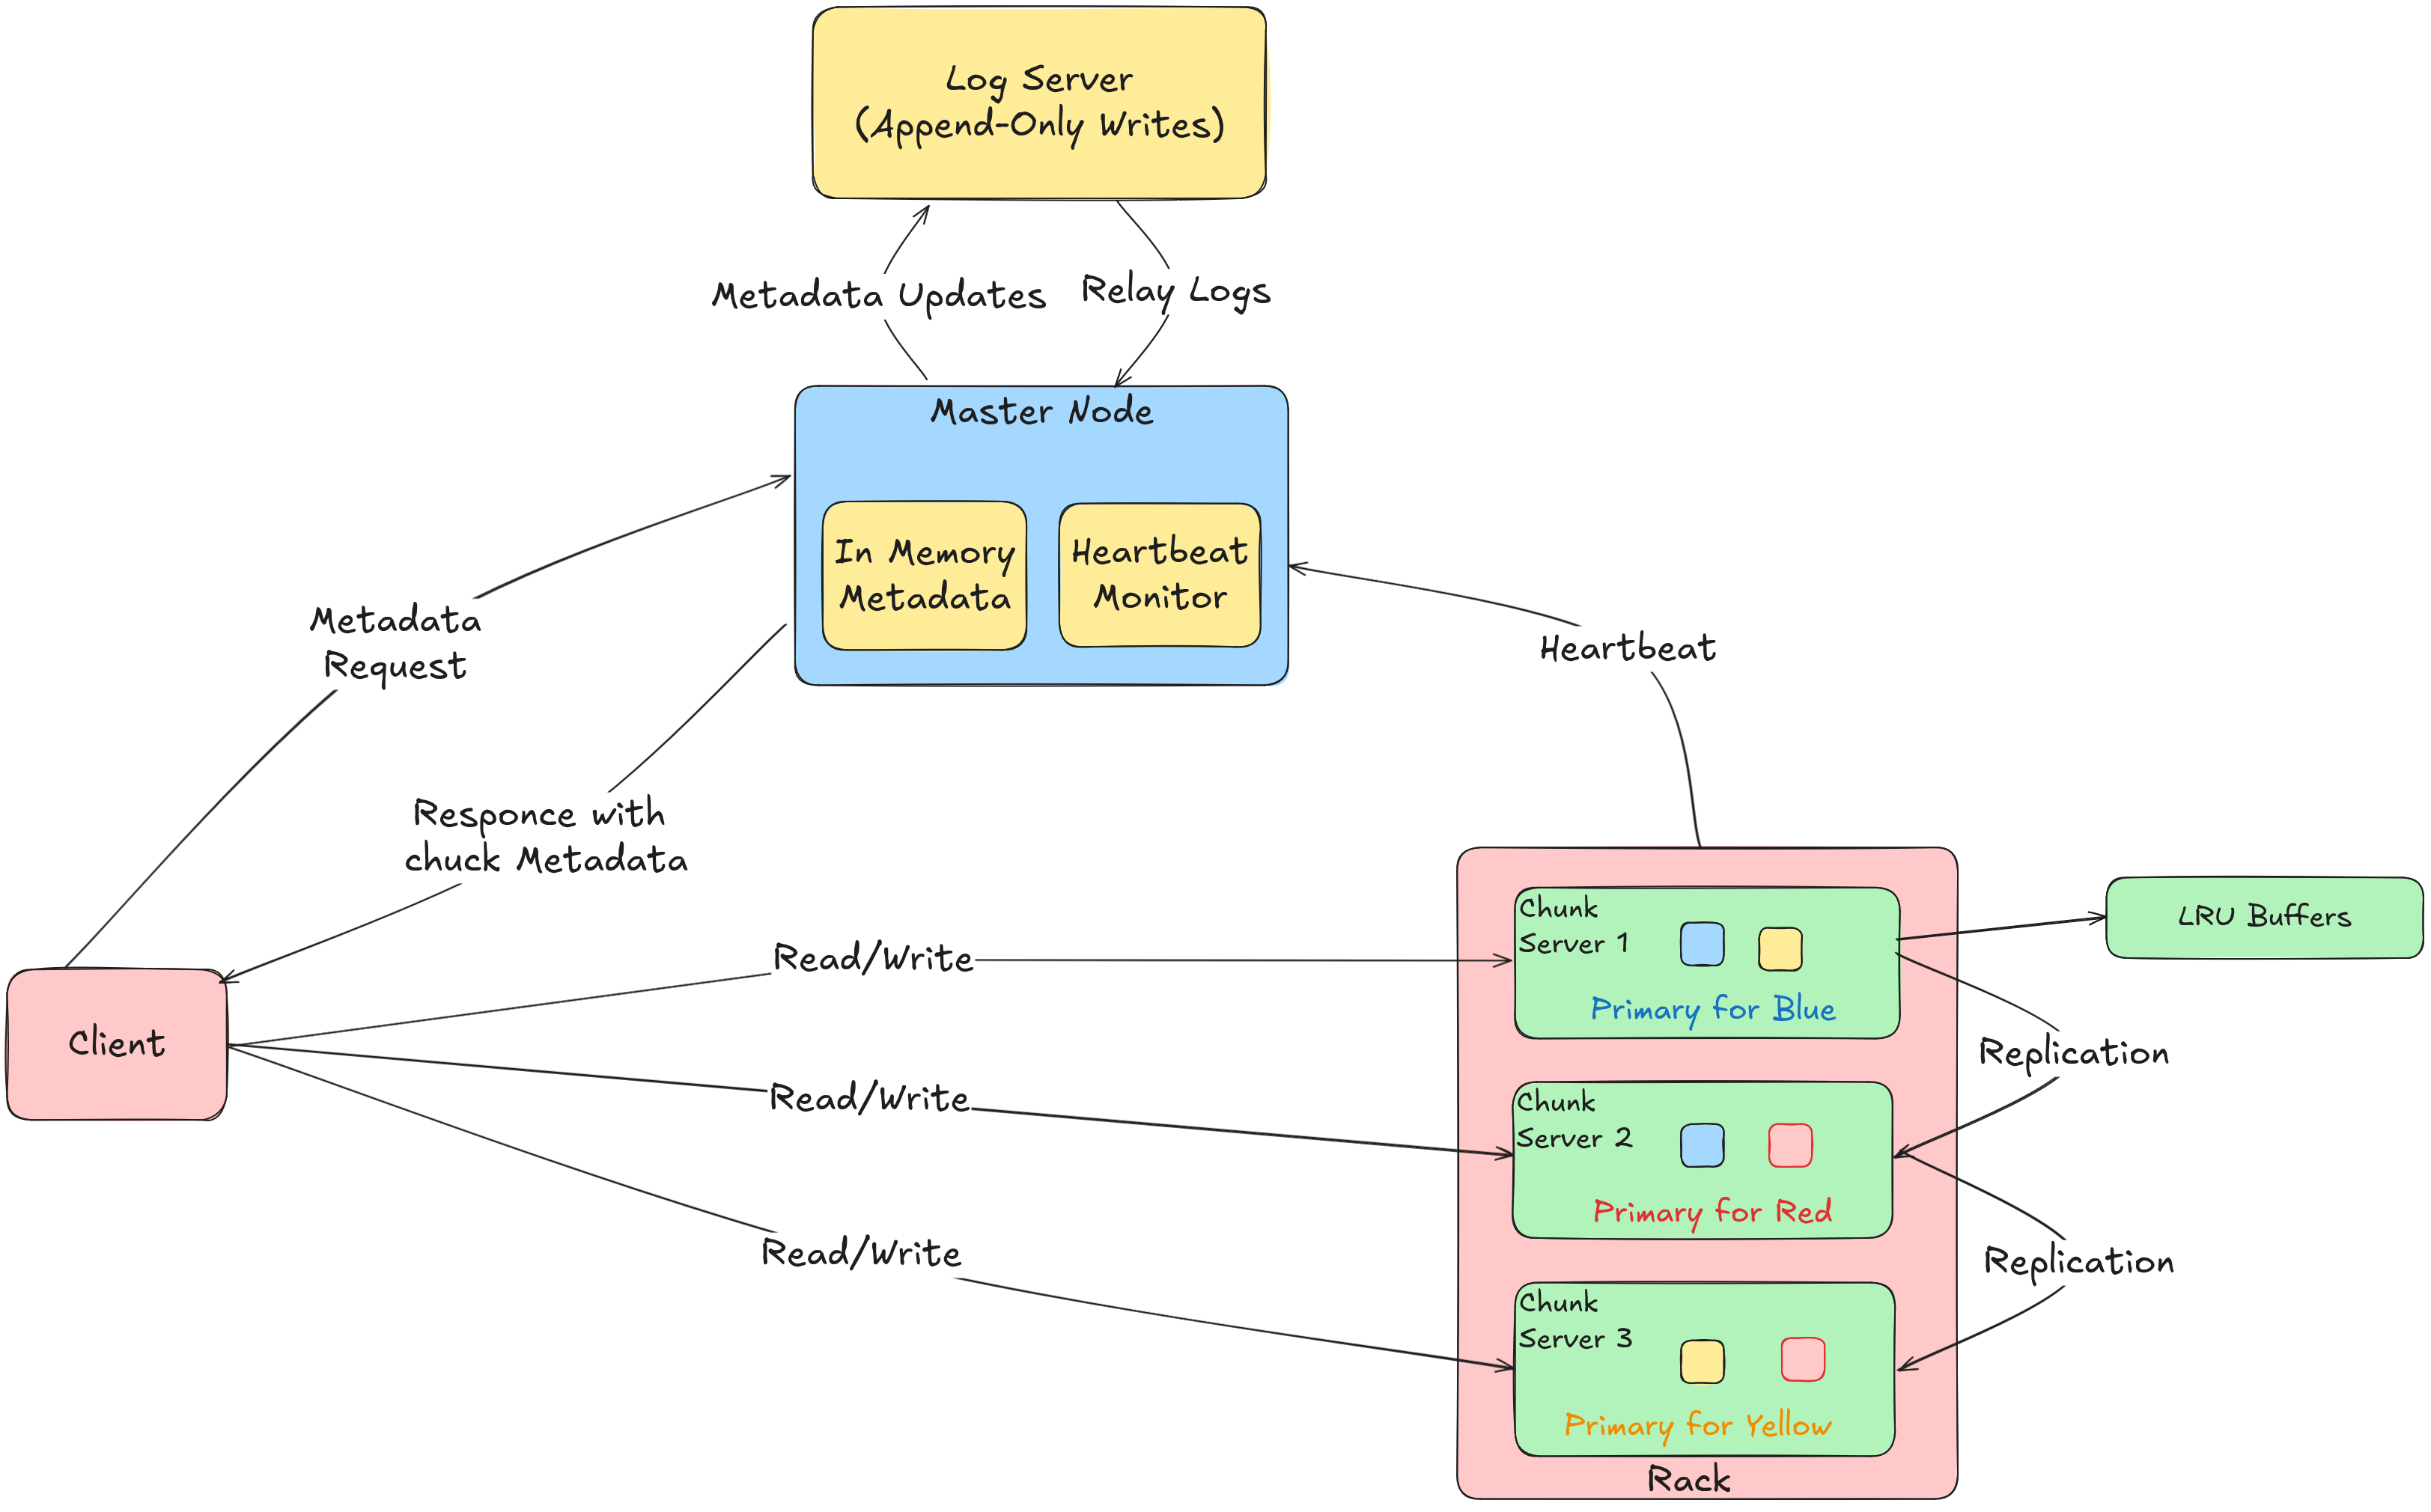 Log Server
(Append-Only Writes)
Metadata Updates
Relay Logs
Master Node
In Memory
Metadata
Heartbeat
Monitor
Metadata
Request
Heartbeat
Responce with
chuck Metadata
Client
Read/Write
Read/Write
Read/Write
Chunk
Server 1
Primary for Blue
LRU Buffers
Replication
Chunk
Server 2
Primary for Red
Replication
Chunk
Server 3
Primary for Yellow
Rack